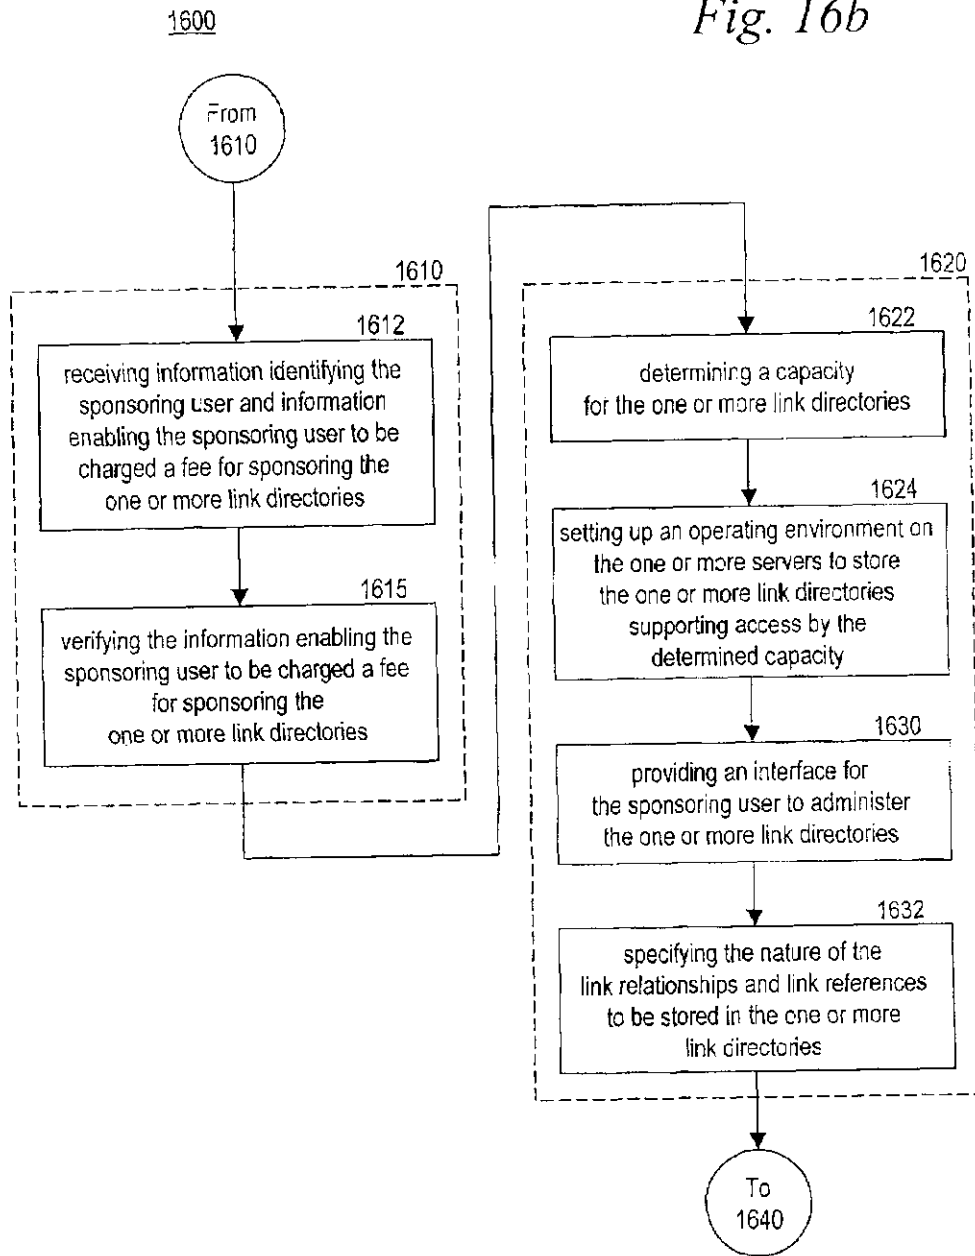 Fig. 16b
1600
From
1610
1610
1612
receiving information identifying the
sponsoring user and information
enabling the sponsoring user to be
charged a fee for sponsoring the
one or more link directories
1615
verifying the information enabling the
sponsoring user to be charged a fee
for sponsoring the
one or more link directories
1620
1622
determining a capacity
for the one or more link directories
1624
setting up an operating environment on
the one or more servers to store
the one or more link directories
supporting access by the
determined capacity
1630
providing an interface for
the sponsoring user to administer
the one or more link directories
1632
specifying the nature of the
link relationships and link references
to be stored in the one or more
link directories
To
1640